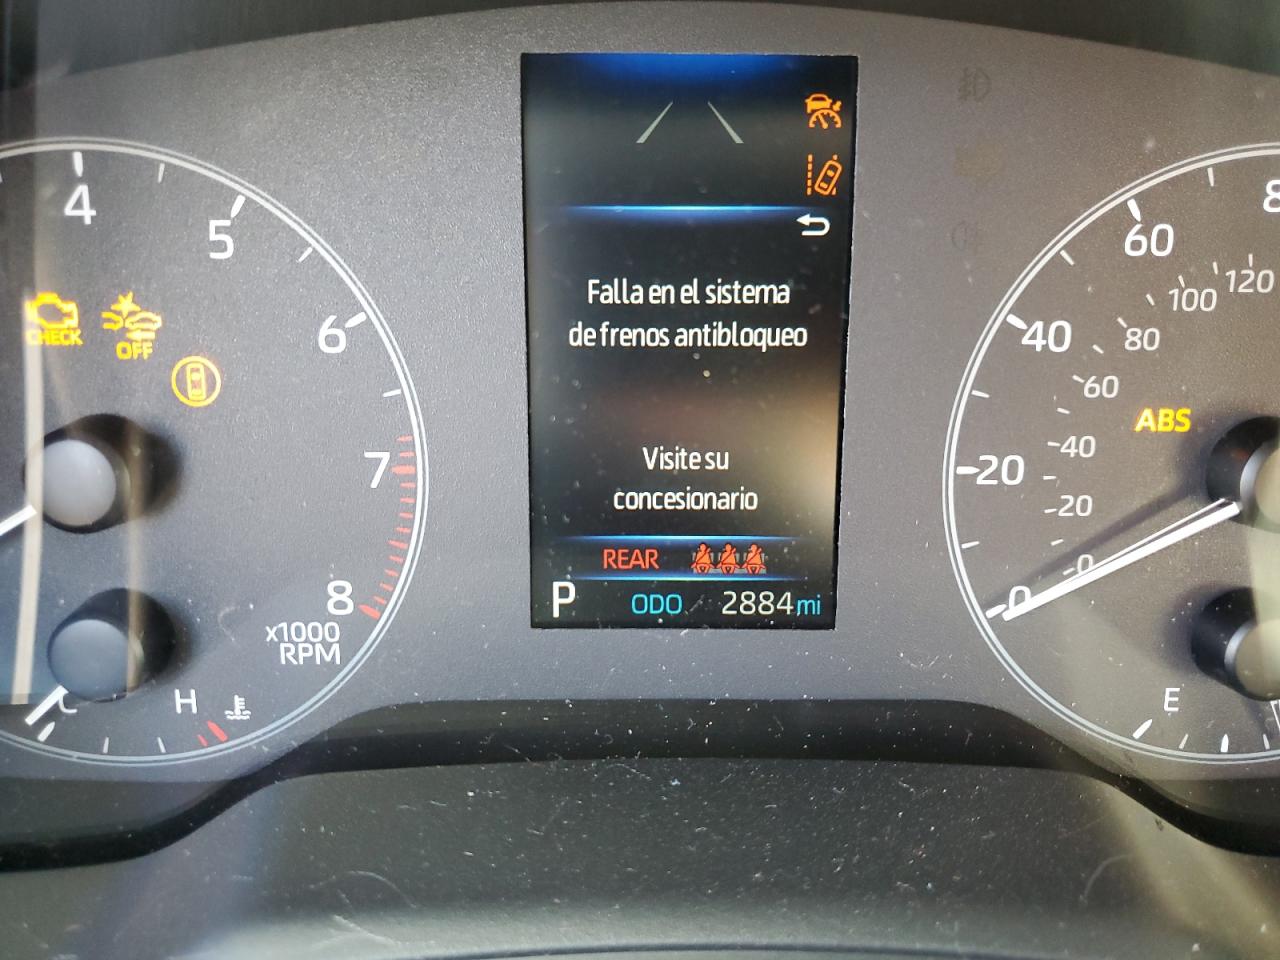 4
5
6
7
8
x1000
RPM
CHECK
OFF
H
Falla en el sistema
de frenos antibloqueo
Visite su
concesionario
REAR
P ODO 2884 mi
0
20
40
60
8
0
20
40
60
80
100
120
ABS
E